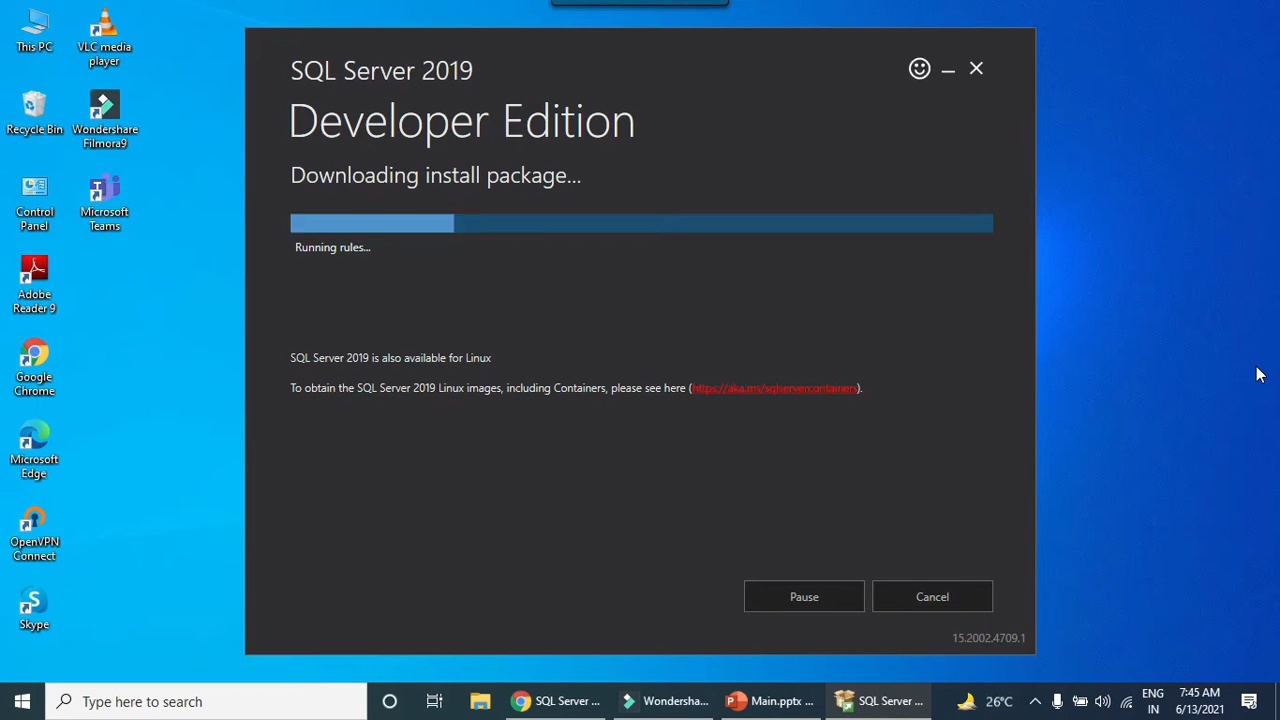 This PC
VLC media
player
Recycle Bin
Wondershare
Filmora9
Control
Panel
Microsoft
Teams
Adobe
Reader 9
Google
Chrome
Microsoft
Edge
OpenVPN
Connect
Skype
SQL Server 2019
Developer Edition
Downloading install package...
Running rules...
SQL Server 2019 is also available for Linux
To obtain the SQL Server 2019 Linux images, including Containers, please see here (https://aka.ms/sqlservercontainers).
Pause
Cancel
15.2002.4709.1
Type here to search
SQL Server ...
Wondersha...
Main.pptx ...
SQL Server ...
26°C
ENG
IN
7:45 AM
6/13/2021